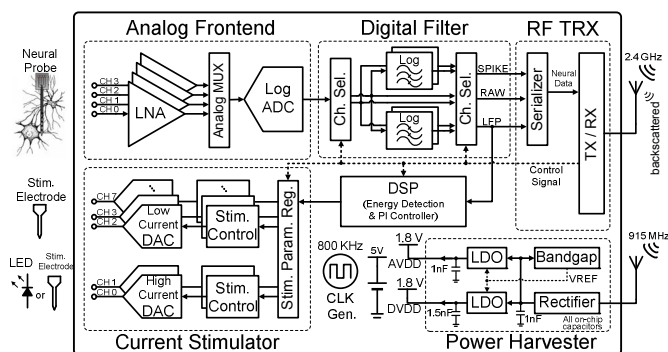 Analog Frontend
Digital Filter
RF TRX
Neural
Probe
CH 3
CH 2
CH 1
CH 0
LNA
Analog MUX
Log
ADC
Ch. Sel.
Log
Log
Ch. Sel.
SPIKE
RAW
LFP
Serializer
Neural
Data
TX / RX
2.4 GHz
backscattered
Control
Signal
Stim.
Electrode
CH 7
CH 3
CH 2
Low
Current
DAC
Stim.
Control
Stim. Param. Reg.
DSP
(Energy Detection
& PI Controller)
LED
or
Stim.
Electrode
CH 1
CH 0
High
Current
DAC
Stim.
Control
800 KHz
CLK
Gen.
5V
1.8 V
AVDD
1nF
LDO
Bandgap
VREF
915 MHz
1.8 V
DVDD
1.5nF
LDO
1nF
Rectifier
All on-chip
capacitors
Current Stimulator
Power Harvester